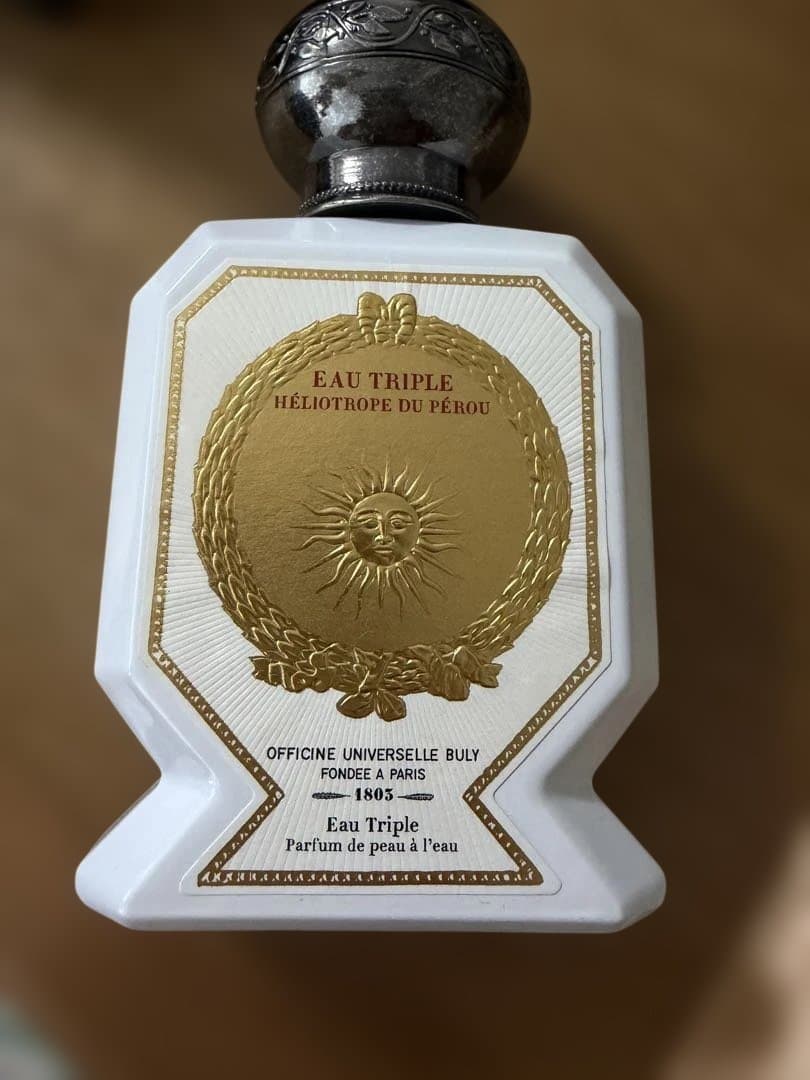 EAU TRIPLE
HÉLIOTROPE DU PÉROU
OFFICINE UNIVERSELLE BULY
FONDEE A PARIS
1803
Eau Triple
Parfum de peau à l'eau